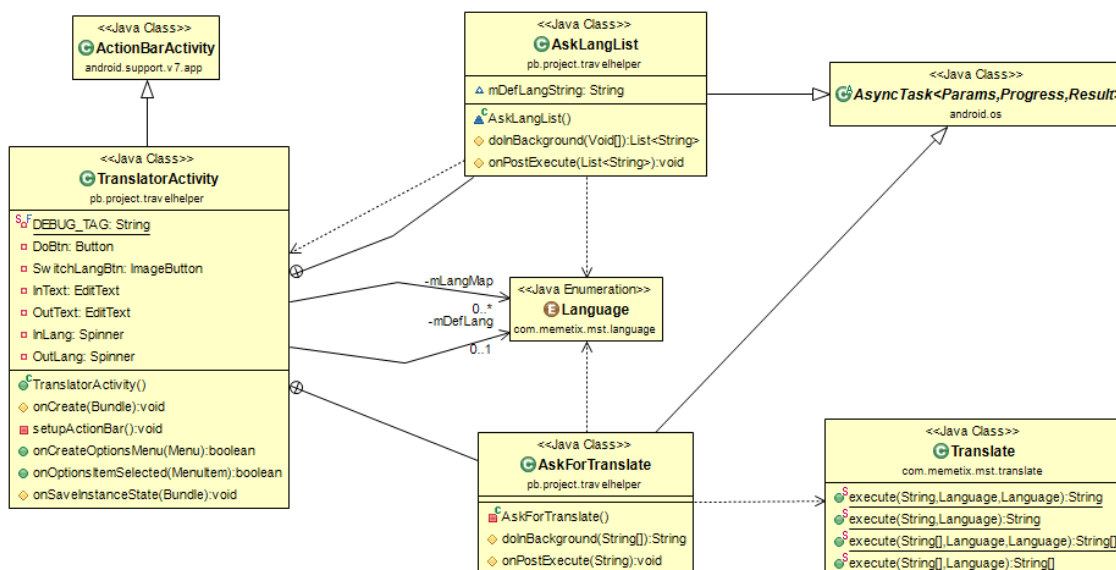 <<Java Class>>
ActionBarActivity
android.support.v7.app
<<Java Class>>
AskLangList
pb.project.travelhelper
mDefLangString: String
AskLangList()
doInBackground(Void[]):List<String>
onPostExecute(List<String>):void
<<Java Class>>
AsyncTask<Params,Progress,Result>
android.os
<<Java Class>>
TranslatorActivity
pb.project.travelhelper
DEBUG_TAG: String
DoBtn: Button
SwitchLangBtn: ImageButton
InText: EditText
OutText: EditText
InLang: Spinner
OutLang: Spinner
TranslatorActivity()
onCreate(Bundle):void
setupActionBar():void
onCreateOptionsMenu(Menu):boolean
onOptionsItemSelected(MenuItem):boolean
onSaveInstanceState(Bundle):void
-mLangMap
0..*
-mDefLang
0..1
<<Java Enumeration>>
Language
com.memetix.mst.language
<<Java Class>>
AskForTranslate
pb.project.travelhelper
AskForTranslate()
doInBackground(String[]):String
onPostExecute(String):void
<<Java Class>>
Translate
com.memetix.mst.translate
execute(String,Language,Language):String
execute(String,Language):String
execute(String[],Language,Language):String[]
execute(String[],Language):String[]